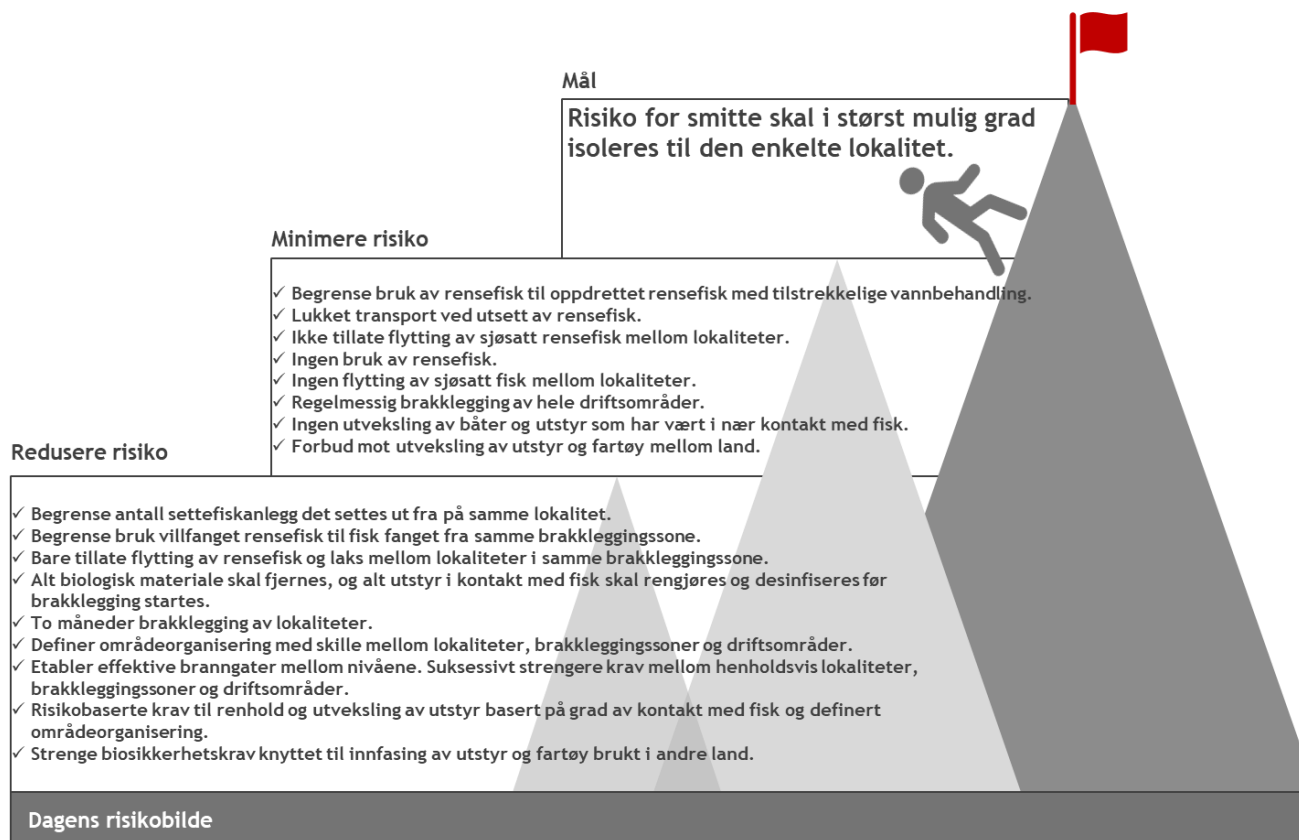 Mål
Risiko for smitte skal i størst mulig grad
isoleres til den enkelte lokalitet.
Minimere risiko
✓ Begrense bruk av rensefisk til oppdrettet rensefisk med tilstrekkelige vannbehandling.
✓ Lukket transport ved utsett av rensefisk.
✓ Ikke tillate flytting av sjøsatt rensefisk mellom lokaliteter.
✓ Ingen bruk av rensefisk.
✓ Ingen flytting av sjøsatt fisk mellom lokaliteter.
✓ Regelmessig brakklegging av hele driftsområder.
✓ Ingen utveksling av båter og utstyr som har vært i nær kontakt med fisk.
✓ Forbud mot utveksling av utstyr og fartøy mellom land.
Redusere risiko
✓ Begrense antall settefiskanlegg det settes ut fra på samme lokalitet.
✓ Begrense bruk villfanget rensefisk til fisk fanget fra samme brakkleggingssone.
✓ Bare tillate flytting av rensefisk og laks mellom lokaliteter i samme brakkleggingssone.
✓ Alt biologisk materiale skal fjernes, og alt utstyr i kontakt med fisk skal rengjøres og desinfiseres før
brakklegging startes.
✓ To måneder brakklegging av lokaliteter.
✓ Definer områdeorganisering med skille mellom lokaliteter, brakkleggingssoner og driftsområder.
✓ Etabler effektive branngater mellom nivåene. Suksessivt strengere krav mellom henholdsvis lokaliteter,
brakkleggingssoner og driftsområder.
✓ Risikobaserte krav til renhold og utveksling av utstyr basert på grad av kontakt med fisk og definert
områdeorganisering.
✓ Strenge biosikkerhetskrav knyttet til innfasing av utstyr og fartøy brukt i andre land.
Dagens risikobilde